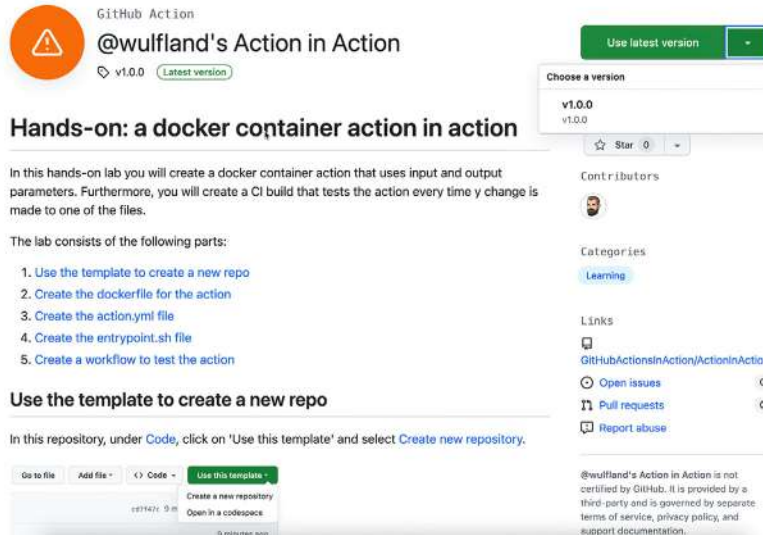 GitHub Action
@wulfland's Action in Action
v1.0.0 Latest version
Use latest version
Choose a version
v1.0.0
v1.0.0
Star 0
Hands-on: a docker container action in action
In this hands-on lab you will create a docker container action that uses input and output
parameters. Furthermore, you will create a CI build that tests the action every time y change is
made to one of the files.
The lab consists of the following parts:
1. Use the template to create a new repo
2. Create the dockerfile for the action
3. Create the action.yml file
4. Create the entrypoint.sh file
5. Create a workflow to test the action
Use the template to create a new repo
In this repository, under Code, click on 'Use this template' and select Create new repository.
Go to file Add file <> Code Use this template
Create a new repository
Open in a codespace
9 minutes ago
Contributors
Categories
Learning
Links
GitHubActionsInAction/ActionInActio
Open issues
Pull requests
Report abuse
@wulfland's Action in Action is not
certified by GitHub. It is provided by a
third-party and is governed by separate
terms of service, privacy policy, and
support documentation.